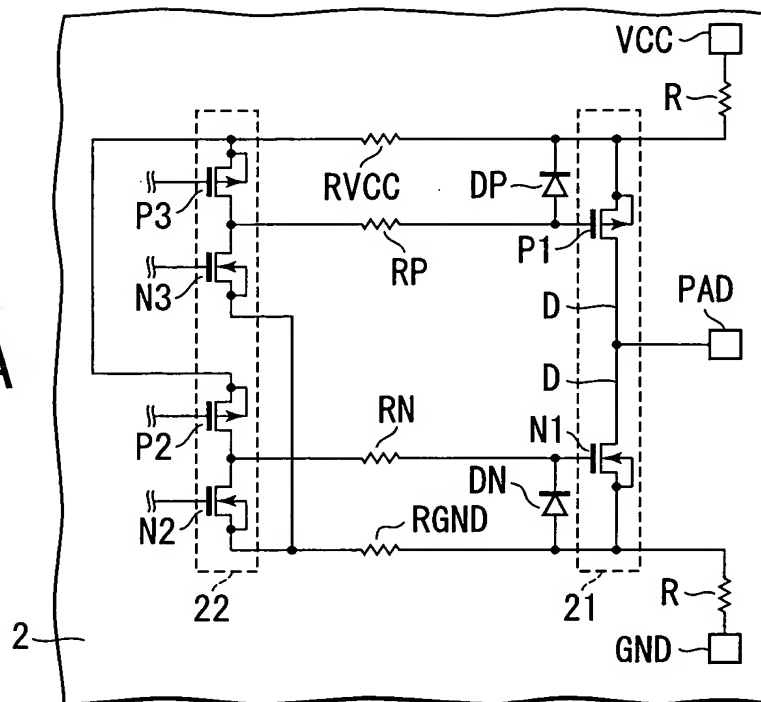 VCC
R
RVCC
DP
P3
RP
P1
N3
D
PAD
A
D
RN
N1
P2
DN
N2
RGND
22
21
R
2
GND